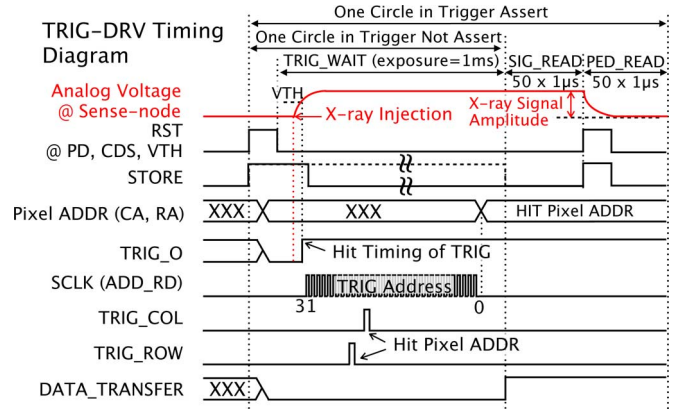 One Circle in Trigger Assert
TRIG-DRV Timing
Diagram
One Circle in Trigger Not Assert
TRIG_WAIT (exposure=1ms)
SIG_READ
PED_READ
50 x 1μs
50 x 1μs
Analog Voltage
@ Sense-node
VTH
X-ray Injection
X-ray Signal
Amplitude
RST
@ PD, CDS, VTH
STORE
Pixel ADDR (CA, RA)
XXX
XXX
HIT Pixel ADDR
TRIG_O
Hit Timing of TRIG
SCLK (ADD_RD)
TRIG Address
31
0
TRIG_COL
Hit Pixel ADDR
TRIG_ROW
DATA_TRANSFER
XXX